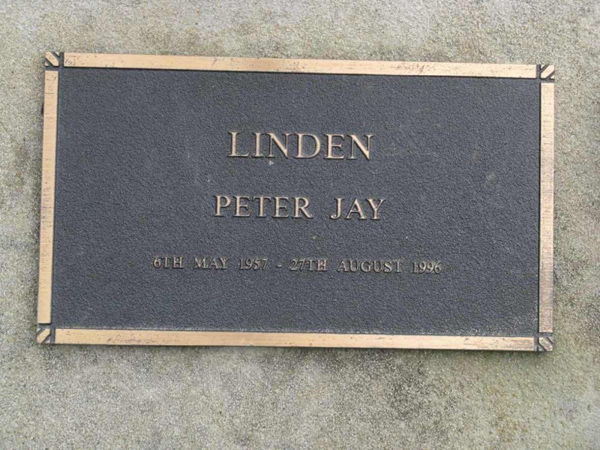 LINDEN
PETER JAY
6TH MAY 1957 - 27TH AUGUST 1996